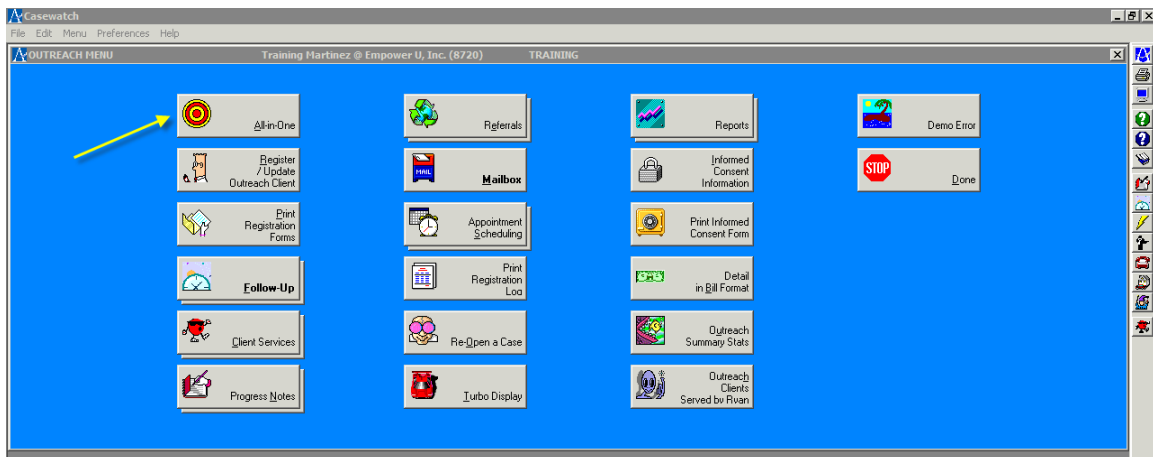 Casewatch
File Edit Menu Preferences Help
OUTREACH MENU Training Martinez @ Empower U, Inc. (8720) TRAINING
All-in-One
Register
/ Update
Outreach Client
Print
Registration
Forms
Follow-Up
Client Services
Progress Notes
Referrals
MAIL
Mailbox
Appointment
Scheduling
Print
Registration
Log
Re-Open a Case
Turbo Display
Reports
Informed
Consent
Information
Print Informed
Consent Form
Detail
in Bill Format
Outreach
Summary Stats
Outreach
Clients
Served by Ryan
Demo Error
STOP
Done